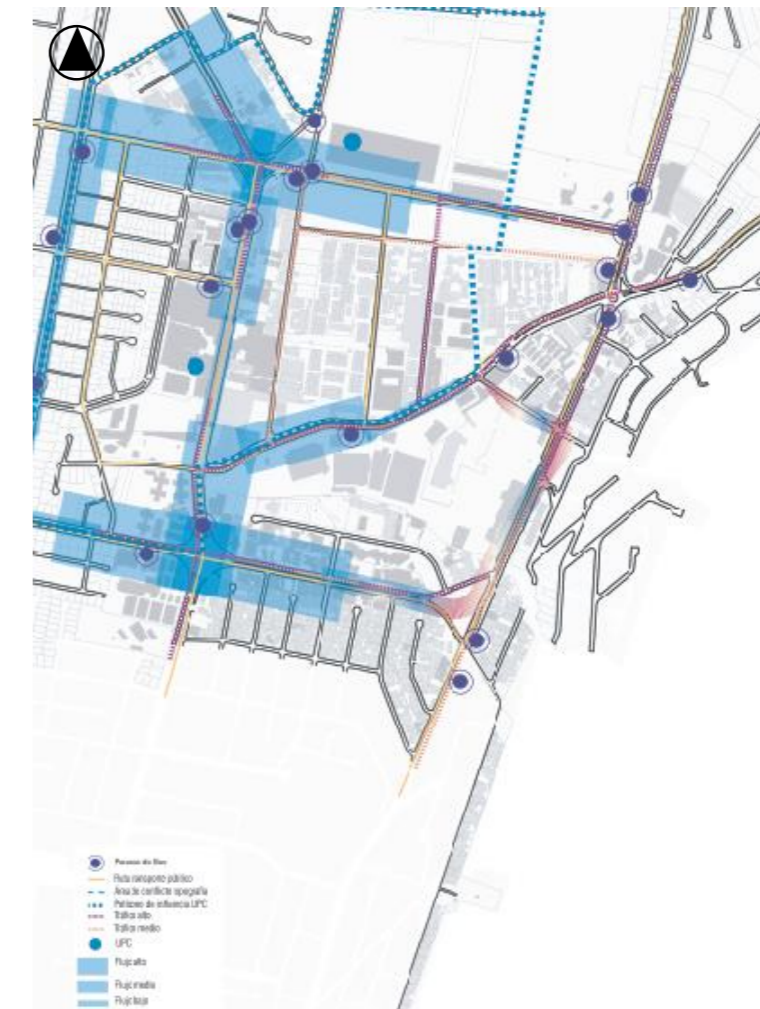 Paradas de Bus
Ruta transporte público
Área de conflicto topografía
Polígono de influencia UPC
Tráfico alto
Tráfico medio
UPC
Flujo alto
Flujo medio
Flujo bajo